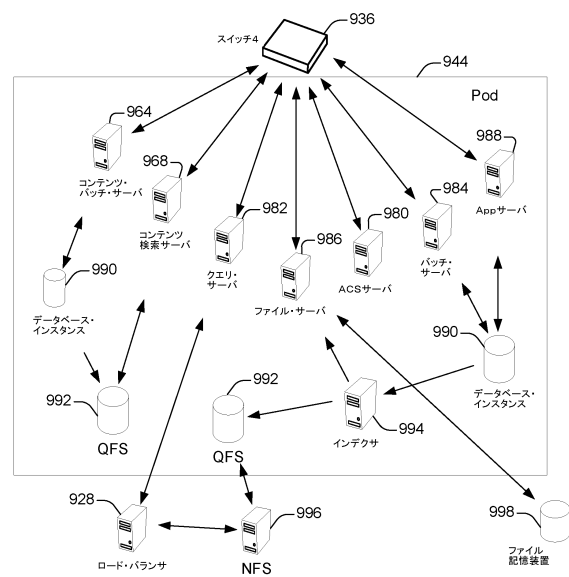 936
スイッチ4
944
Pod
964
988
968
コンテンツ・
バッチ・サーバ
982
980
984
Appサーバ
コンテンツ
検索サーバ
986
990
クエリ・
サーバ
ACSサーバ
バッチ・
サーバ
ファイル・サーバ
データベース・
インスタンス
990
992
992
データベース・
インスタンス
QFS
994
インデクサ
QFS
928
996
998
ロード・バランサ
NFS
ファイル
記憶装置